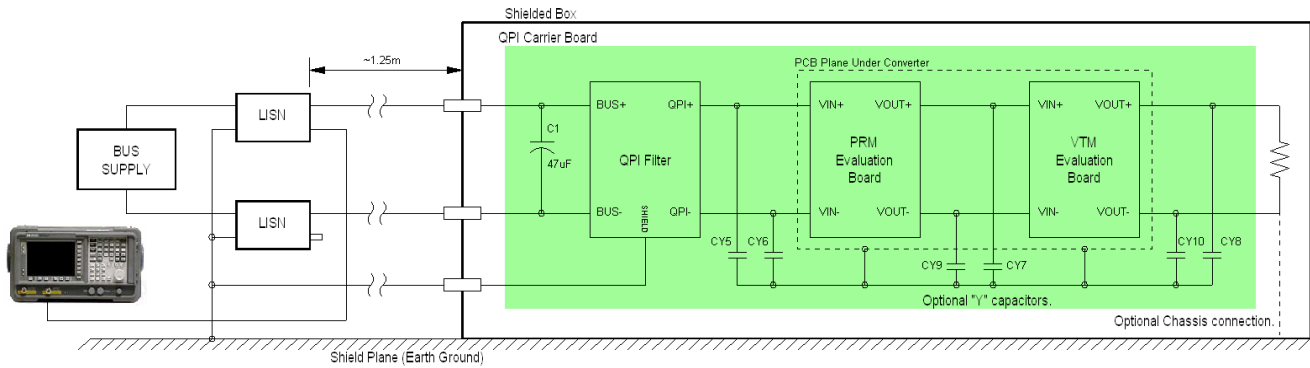 Shielded Box
QPI Carrier Board
~1.25m
PCB Plane Under Converter
LISN
BUS
SUPPLY
LISN
C1
47uF
BUS+
QPI+
QPI Filter
BUS-
QPI-
SHIELD
VIN+
VOUT+
PRM
Evaluation
Board
VIN-
VOUT-
VIN+
VOUT+
VTM
Evaluation
Board
VIN-
VOUT-
CY5
CY6
CY9
CY7
CY10
CY8
Optional "Y" capacitors.
Optional Chassis connection.
Shield Plane (Earth Ground)